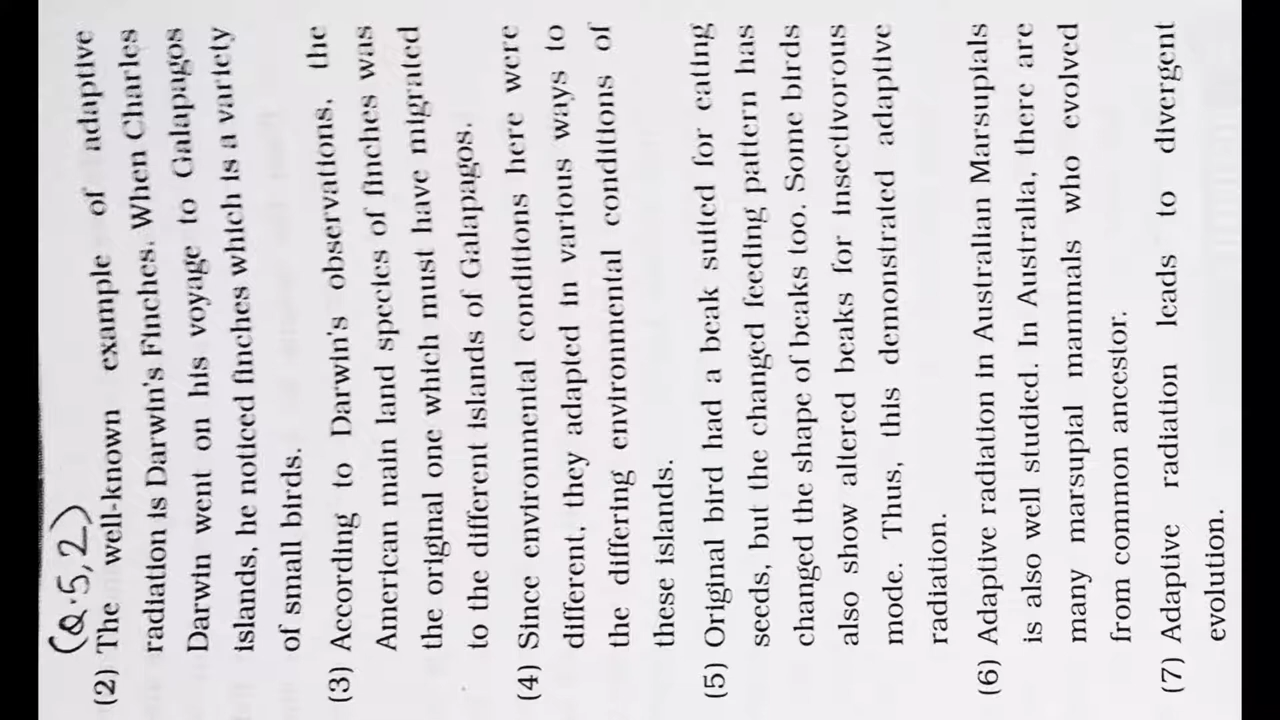 (Q.5,2)
(2) The well-known example of adaptive
radiation is Darwin's Finches. When Charles
Darwin went on his voyage to Galapagos
islands, he noticed finches which is a variety
of small birds.
(3) According to Darwin's observations, the
American main land species of finches was
the original one which must have migrated
to the different islands of Galapagos.
(4) Since environmental conditions here were
different, they adapted in various ways to
the differing environmental conditions of
these islands.
(5) Original bird had a beak suited for eating
seeds, but the changed feeding pattern has
changed the shape of beaks too. Some birds
also show altered beaks for insectivorous
mode. Thus, this demonstrated adaptive
radiation.
(6) Adaptive radiation in Australian Marsupials
is also well studied. In Australia, there are
many marsupial mammals who evolved
from common ancestor.
(7) Adaptive radiation leads to divergent
evolution.